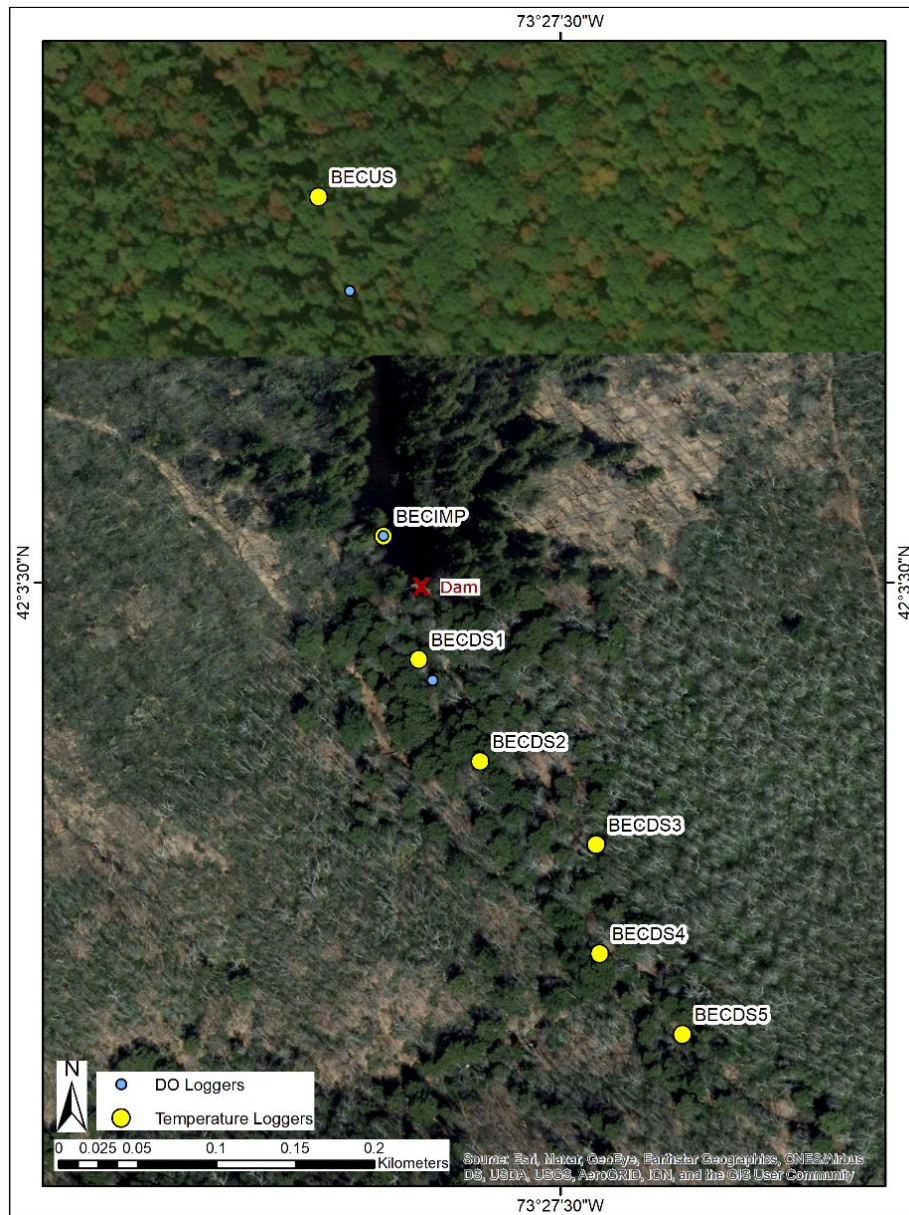 73°27'30"W
BECUS
BECIMP
42°3'30"N
42°3'30"N
Dam
BECDS1
BECDS2
BECDS3
BECDS4
BECDS5
N
DO Loggers
Temperature Loggers
0 0.025 0.05 0.1 0.15 0.2
Kilometers
Source: Esri, Maxar, GeoEye, Earthstar Geographics, CNES/Airbus
DS, USDA, USGS, AeroGRID, IGN, and the GIS User Community
73°27'30"W